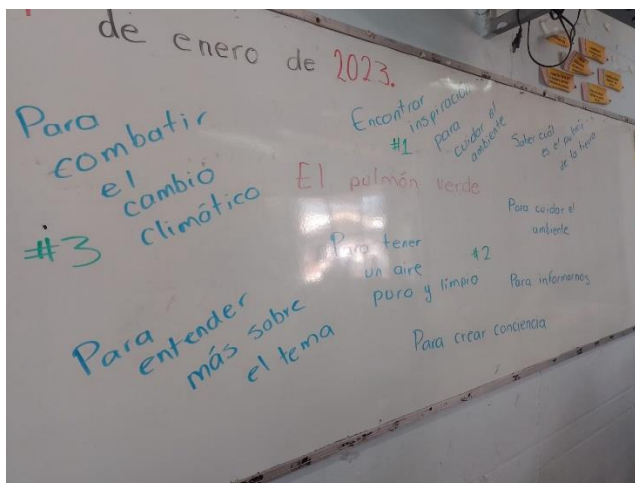 de enero de 2023.
Para
combatir
el
cambio
climático
#3
Encontrar
inspiración
para
cuidar el
ambiente
#1
Saber cuál
es el pulmón
de la tierra
El pulmón verde
Para tener
un aire
puro y limpio
#2
Para cuidar el
ambiente
Para informarnos
Para entender
más sobre
el tema
Para crear conciencia